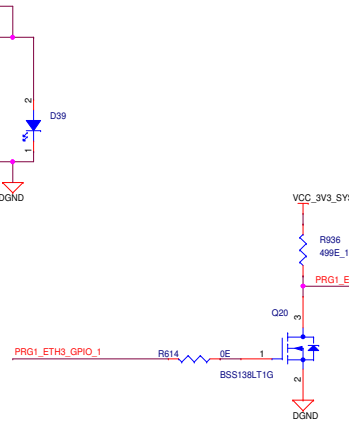 2
D39
1
DGND
VCC_3V3_SYS
R936
499E_1
PRG1_E
3
Q20
PRG1_ETH3_GPIO_1
R614
0E
1
BSS138LT1G
2
DGND